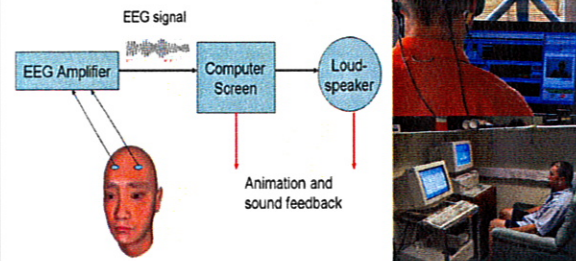 EEG signal
EEG Amplifier
Computer
Screen
Loud-
speaker
Animation and
sound feedback